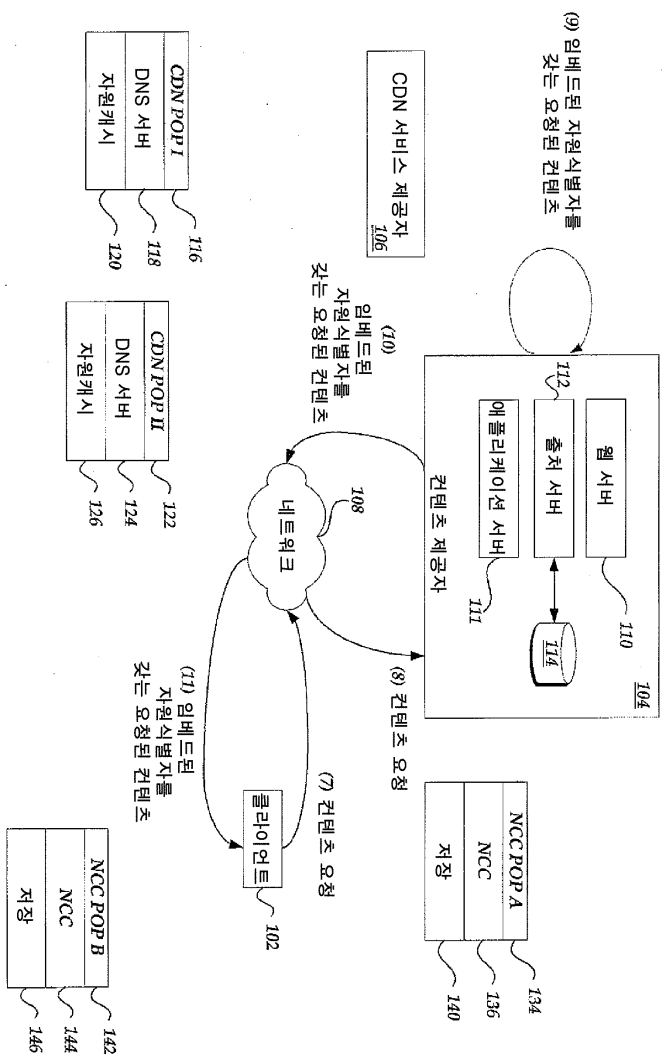 (9) 임베드된 자원식별자를
갖는 요청된 컨텐츠
CDN 서비스 제공자
106
104
웹 서버
110
112
출처 서버
114
애플리케이션 서버
111
컨텐츠 제공자
NCC POP A
134
NCC
136
저장
140
(10)
임베드된
자원식별자를
갖는 요청된 컨텐츠
108
네트워크
(8) 컨텐츠 요청
(7) 컨텐츠 요청
클라이언트
102
(11) 임베드된
자원식별자를
갖는 요청된 컨텐츠
CDN POP I
116
DNS 서버
118
자원캐시
120
CDN POP II
122
DNS 서버
124
자원캐시
126
NCC POP B
142
NCC
144
저장
146